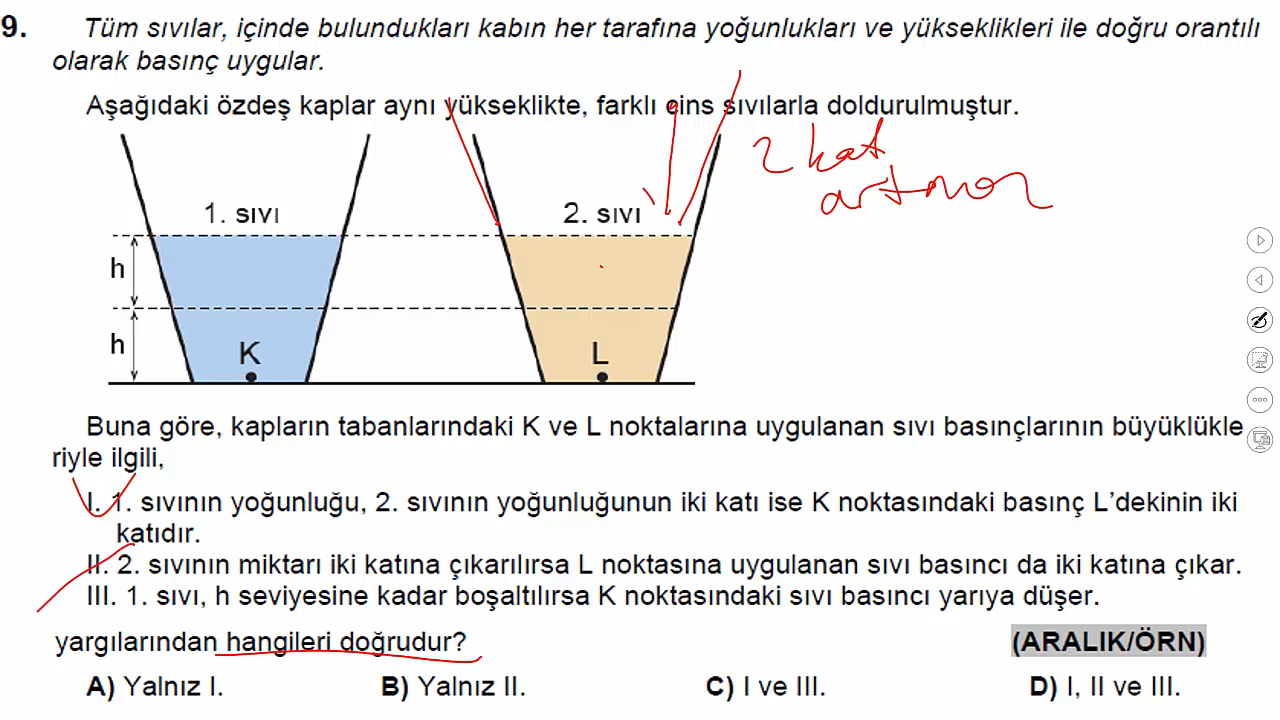 9. Tüm sıvılar, içinde bulundukları kabın her tarafına yoğunlukları ve yükseklikleri ile doğru orantılı
olarak basınç uygular.
Aşağıdaki özdeş kaplar aynı yükseklikte, farklı cins sıvılarla doldurulmuştur.
2 kat
artmaz
1. sıvı
2. sıvı
h
h
K
L
Buna göre, kapların tabanlarındaki K ve L noktalarına uygulanan sıvı basınçlarının büyüklükle
riyle ilgili,
I. 1. sıvının yoğunluğu, 2. sıvının yoğunluğunun iki katı ise K noktasındaki basınç L’dekinin iki
katıdır.
II. 2. sıvının miktarı iki katına çıkarılırsa L noktasına uygulanan sıvı basıncı da iki katına çıkar.
III. 1. sıvı, h seviyesine kadar boşaltılırsa K noktasındaki sıvı basıncı yarıya düşer.
yargılarından hangileri doğrudur?
(ARALIK/ÖRN)
A) Yalnız I. B) Yalnız II. C) I ve III. D) I, II ve III.